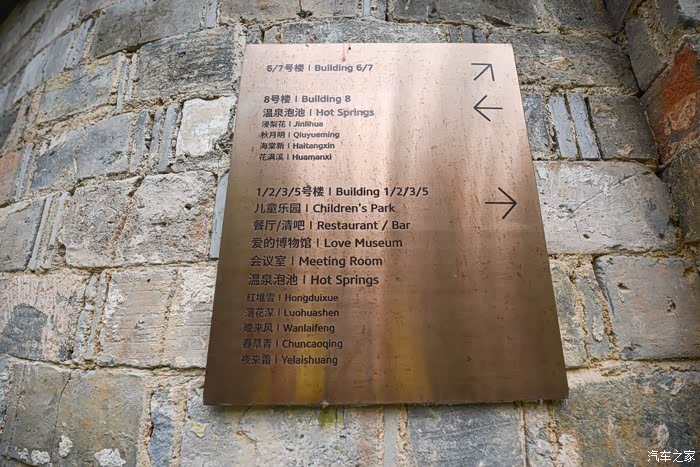 6/7号楼 | Building 6/7
8号楼 | Building 8
温泉泡池 | Hot Springs
浸梨花 | Jinlihua
秋月明 | Qiuyueming
海棠新 | Haitangxin
花满溪 | Huamanxi
1/2/3/5号楼 | Building 1/2/3/5
儿童乐园 | Children's Park
餐厅/清吧 | Restaurant / Bar
爱的博物馆 | Love Museum
会议室 | Meeting Room
温泉泡池 | Hot Springs
红堆雪 | Hongduixue
落花深 | Luohuashen
晚来风 | Wanlaifeng
春草青 | Chuncaoqing
夜来霜 | Yelaishuang
汽车之家